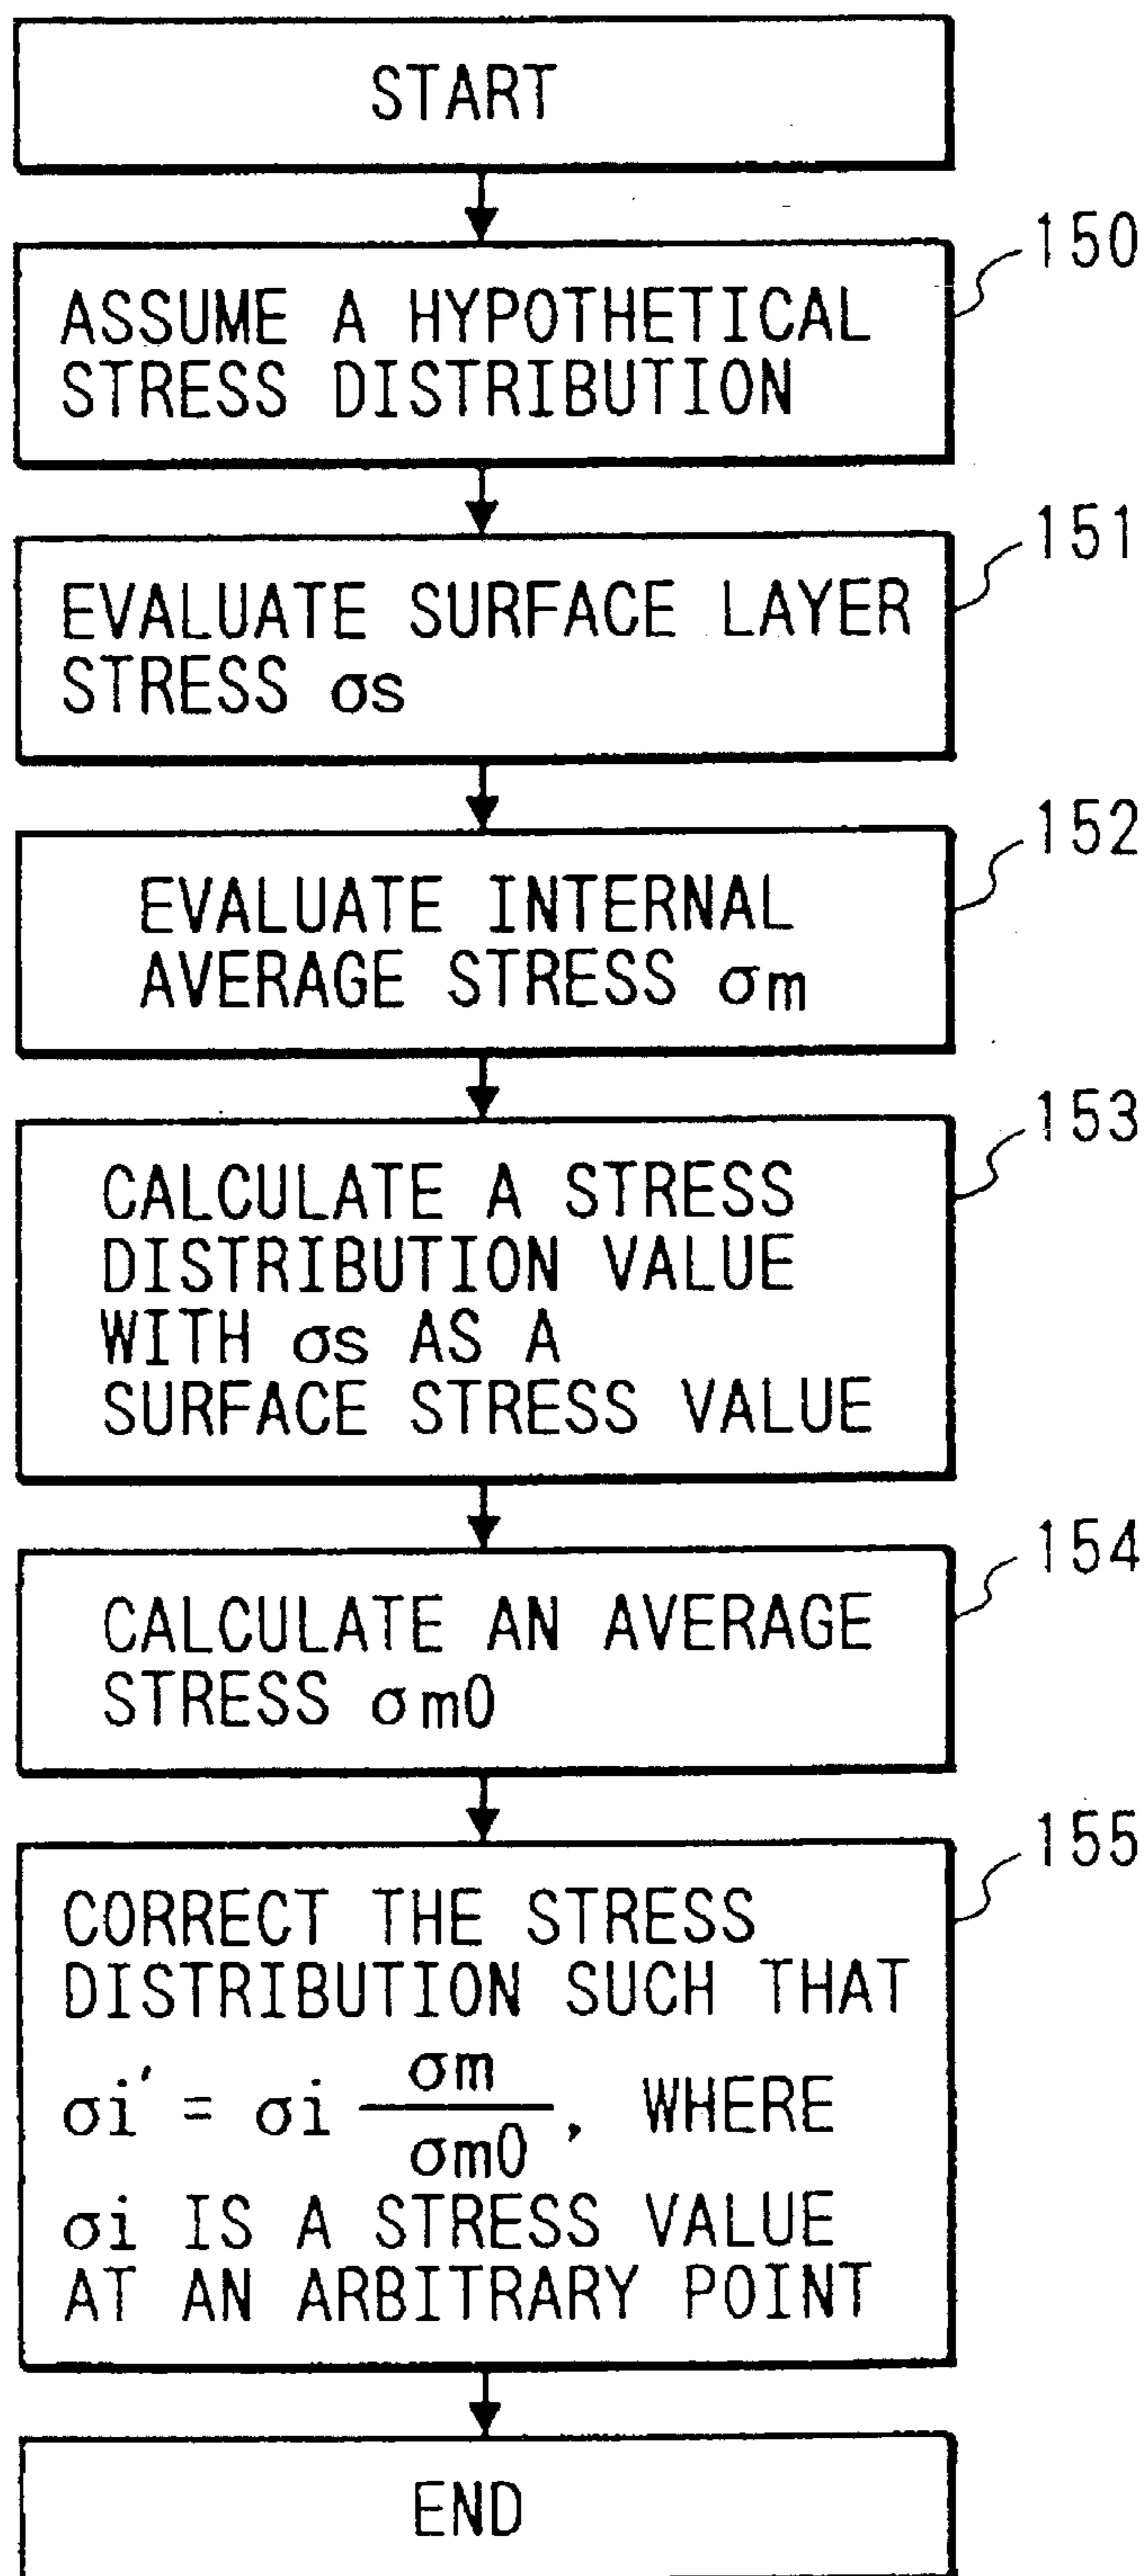 START
150
ASSUME A HYPOTHETICAL
STRESS DISTRIBUTION
151
EVALUATE SURFACE LAYER
STRESS σs
152
EVALUATE INTERNAL
AVERAGE STRESS σm
153
CALCULATE A STRESS
DISTRIBUTION VALUE
WITH σs AS A
SURFACE STRESS VALUE
154
CALCULATE AN AVERAGE
STRESS σm0
155
CORRECT THE STRESS
DISTRIBUTION SUCH THAT
σi' = σi σm/σm0, WHERE
σi IS A STRESS VALUE
AT AN ARBITRARY POINT
END